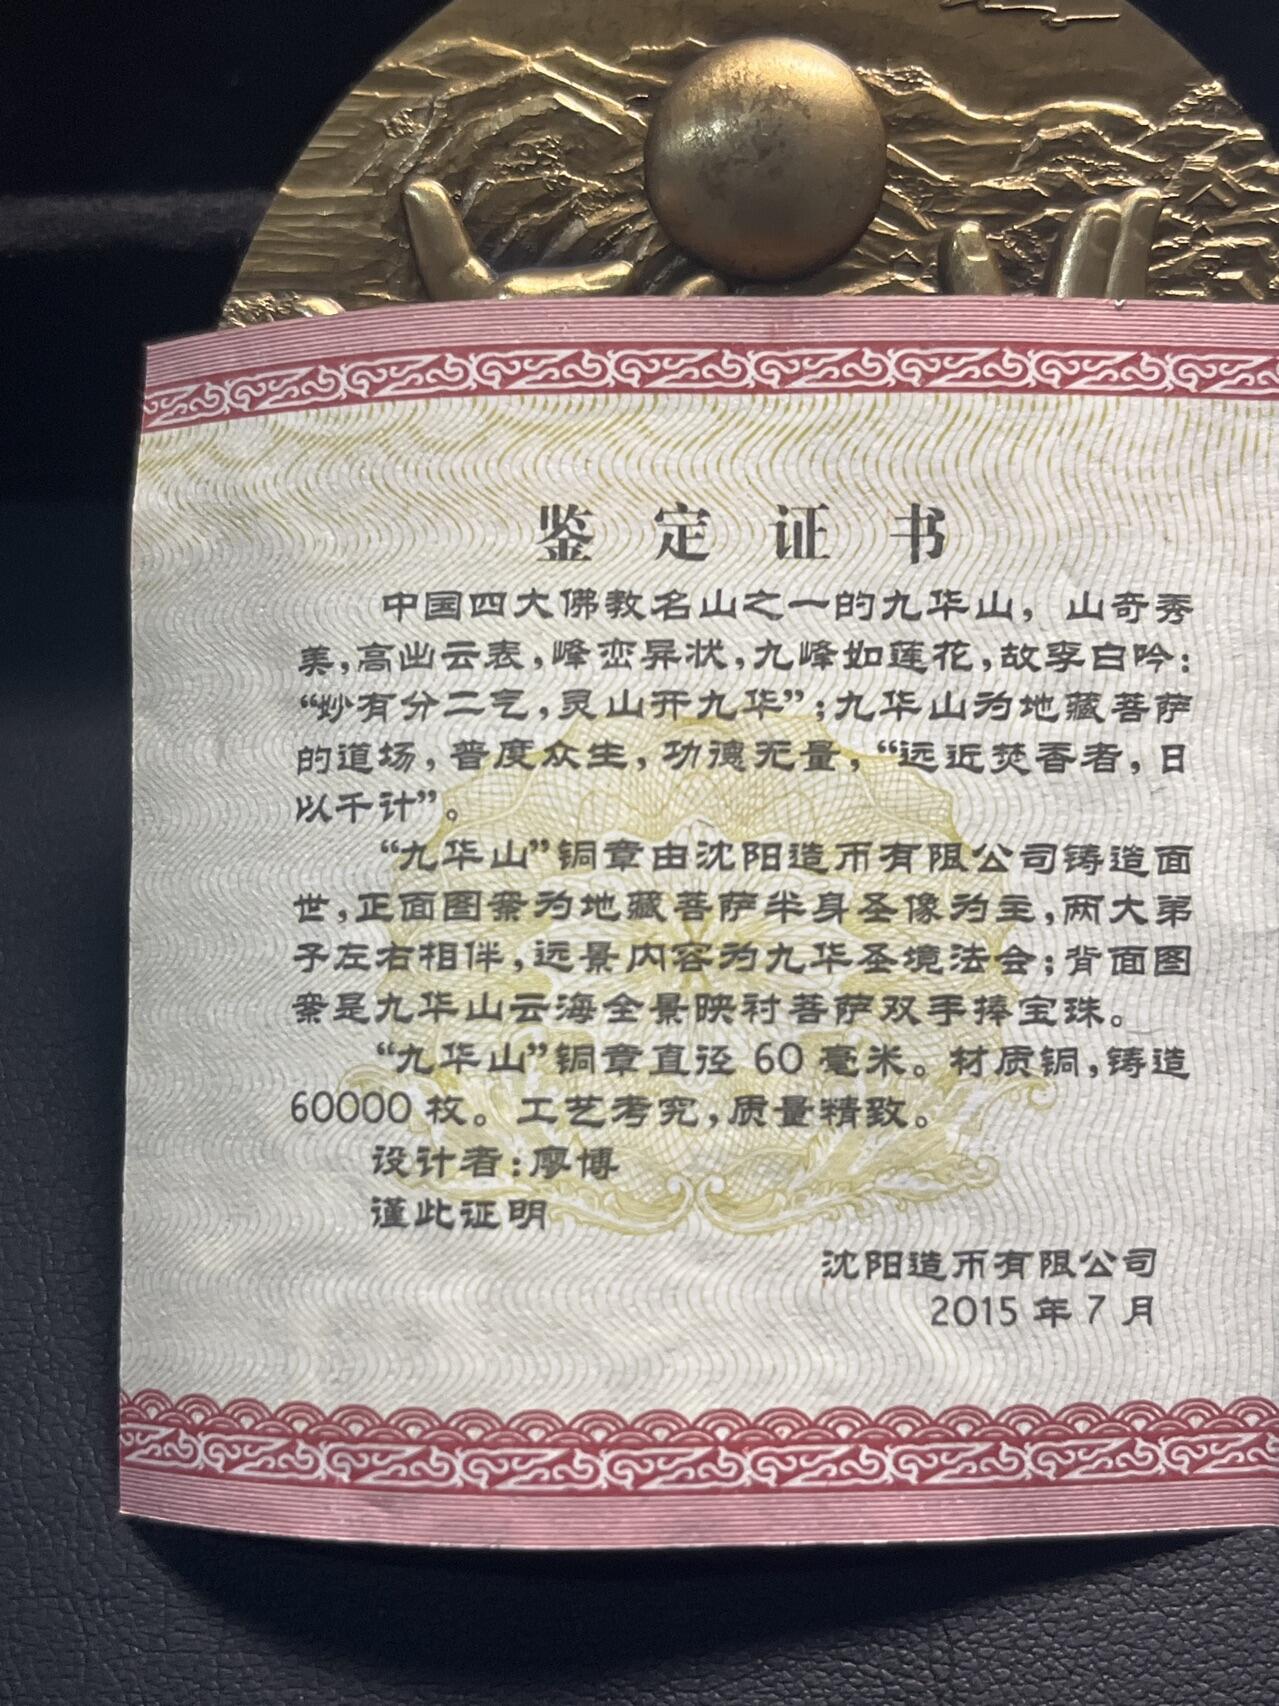 鉴定证书
中国四大佛教名山之一的九华山，山奇秀
美，高出云表，峰峦异状，九峰如莲花，故李白吟：
“妙有分二气，灵山开九华”；九华山为地藏菩萨
的道场，普度众生，功德无量，“远近焚香者，日
以千计”。
“九华山”铜章由沈阳造币有限公司铸造面
世，正面图案为地藏菩萨半身圣像为主，两大弟
子左右相伴，远景内容为九华圣境法会；背面图
案是九华山云海全景映衬菩萨双手捧宝珠。
“九华山”铜章直径 60 毫米。材质铜，铸造
60000 枚。工艺考究，质量精致。
设计者：廖博
谨此证明
沈阳造币有限公司
2015 年 7 月